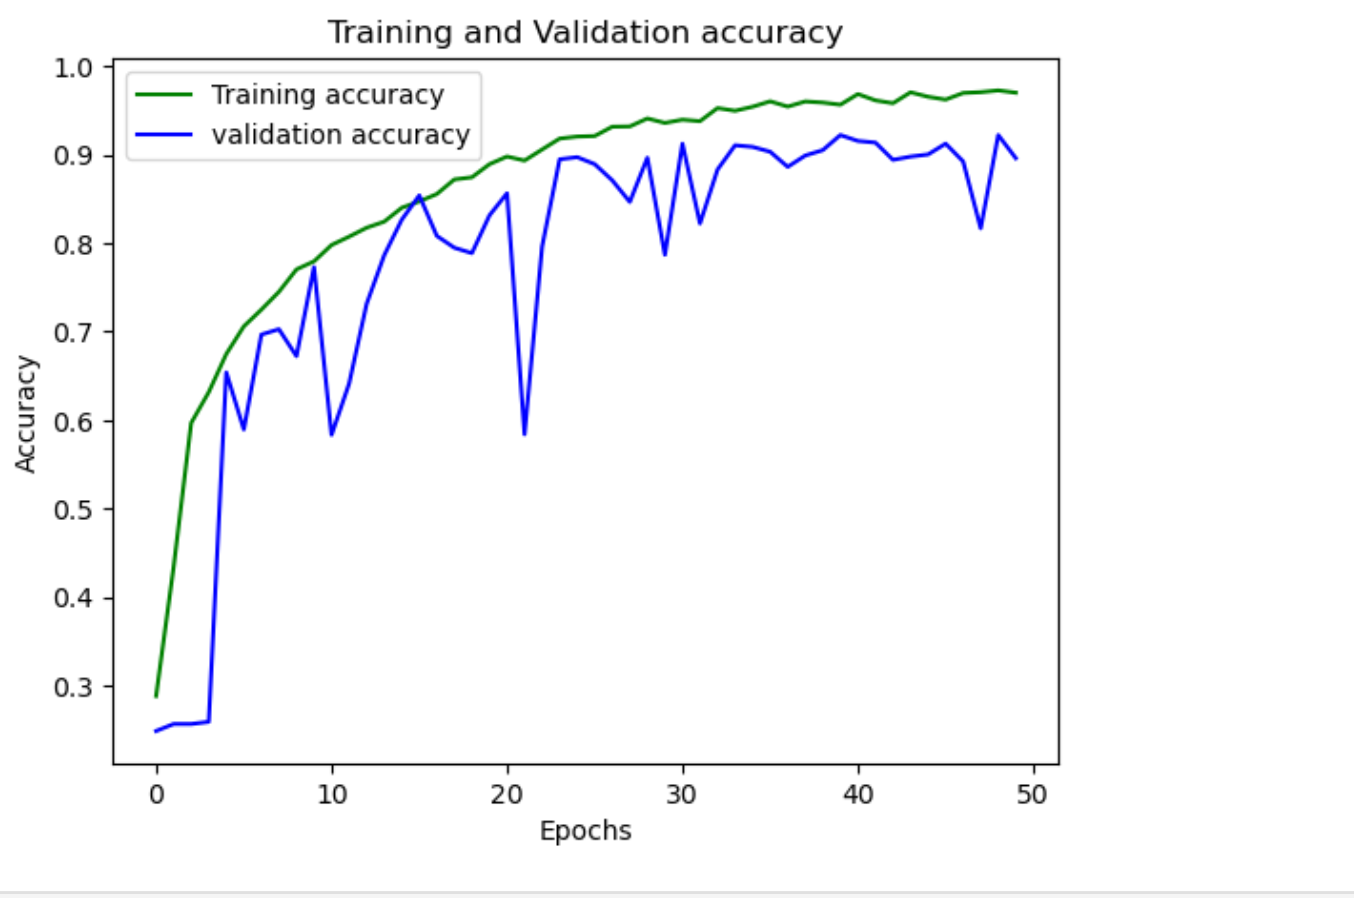 Training and Validation accuracy
Training accuracy
validation accuracy
Accuracy
1.0
0.9
0.8
0.7
0.6
0.5
0.4
0.3
0 10 20 30 40 50
Epochs